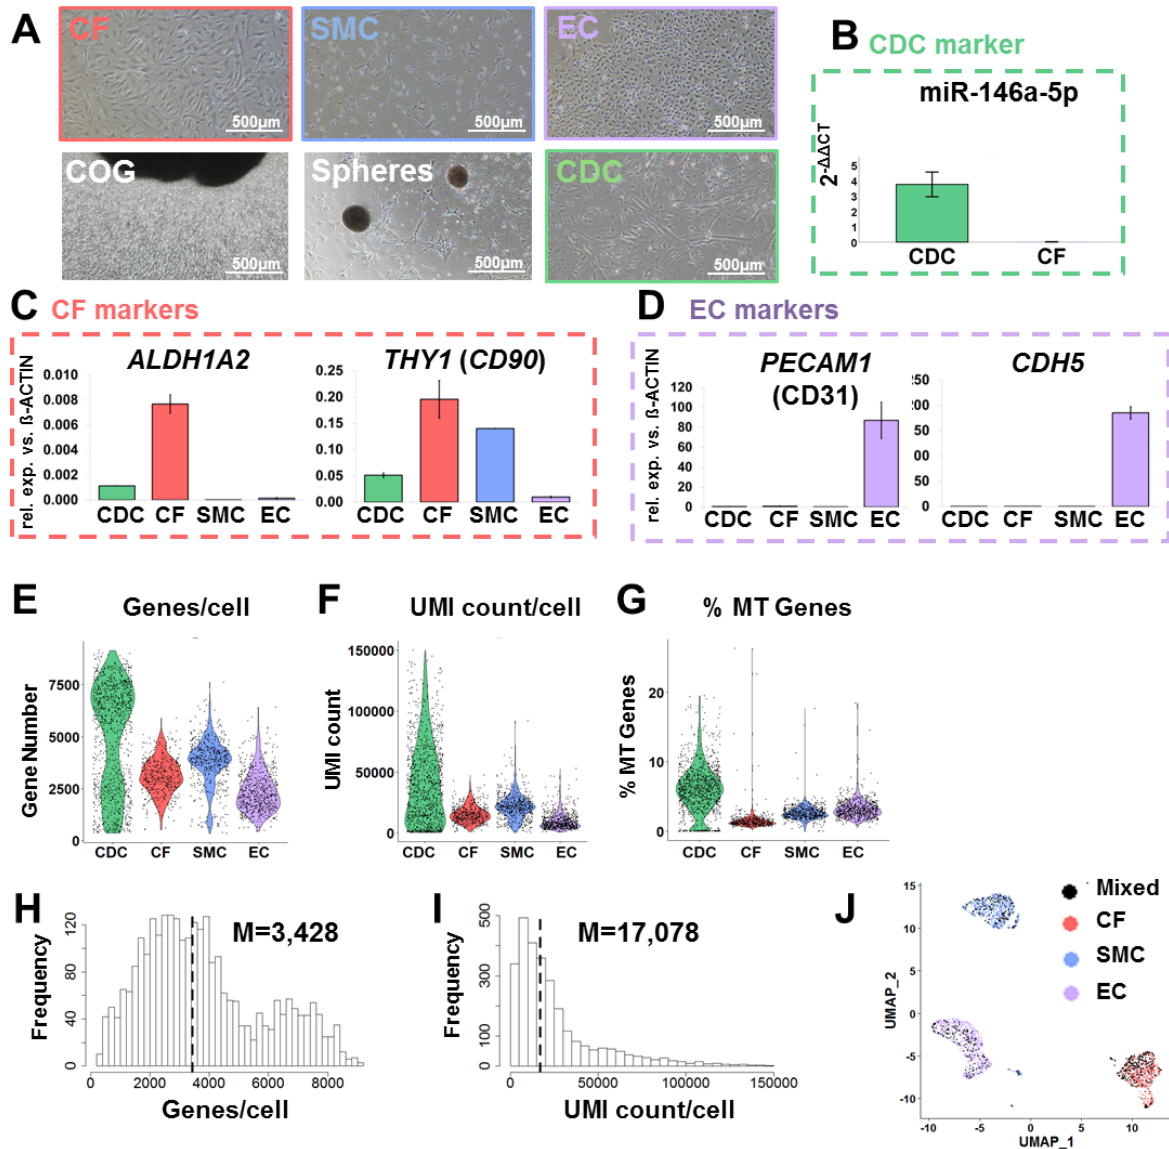 A
CF
500µm
SMC
500µm
EC
500µm
COG
500µm
Spheres
500µm
CDC
500µm
B CDC marker
miR-146a-5p
2-ΔΔCT
5
4
3
2
1
0
CDC CF
C CF markers
rel. exp. vs. ß-ACTIN
ALDH1A2
0.010
0.008
0.006
0.004
0.002
0.000
CDC CF SMC EC
THY1 (CD90)
0.25
0.20
0.15
0.10
0.05
0.00
CDC CF SMC EC
D EC markers
rel. exp. vs. ß-ACTIN
PECAM1
(CD31)
120
100
80
60
40
20
0
CDC CF SMC EC
CDH5
250
200
50
00
50
0
CDC CF SMC EC
E Genes/cell
Gene Number
7500
5000
2500
0
CDC CF SMC EC
F UMI count/cell
UMI count
150000
100000
50000
0
CDC CF SMC EC
G % MT Genes
% MT Genes
20
10
0
CDC CF SMC EC
H
M=3,428
Frequency
120
80
40
0
0 2000 4000 6000 8000
Genes/cell
I
M=17,078
Frequency
500
300
100
0
0 50000 100000 150000
UMI count/cell
J
Mixed
CF
SMC
EC
UMAP_2
15
10
5
0
-5
-10
-10 -5 0 5 10
UMAP_1